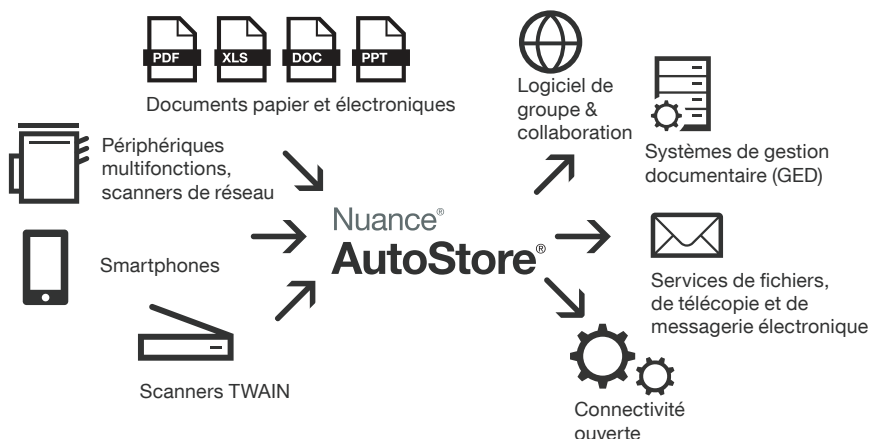 PDF
XLS
DOC
PPT
Documents papier et électroniques
Périphériques
multifonctions,
scanners de réseau
Smartphones
Scanners TWAIN
Nuance®
AutoStore®
Logiciel de
groupe &
collaboration
Systèmes de gestion
documentaire (GED)
Services de fichiers,
de télécopie et de
messagerie électronique
Connectivité
ouverte